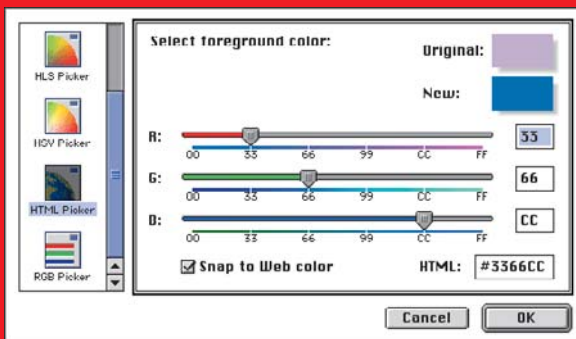 Select foreground color:
Original:
New:
HLS Picker
HSV Picker
HTML Picker
RGB Picker
R:
33
00 33 66 99 CC FF
G:
66
00 33 66 99 CC FF
B:
CC
00 33 66 99 CC FF
Snap to Web color
HTML: #3366CC
Cancel
OK